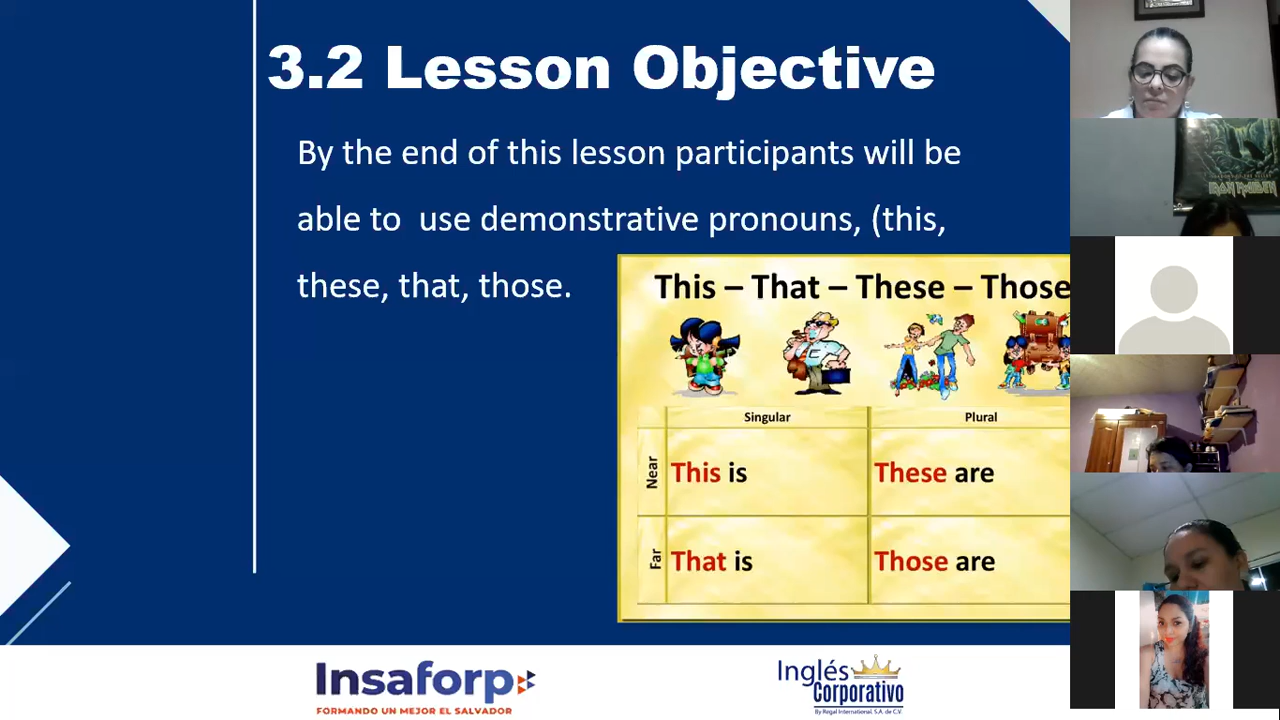 3.2 Lesson Objective
By the end of this lesson participants will be
able to  use demonstrative pronouns, (this,
these, that, those.
This – That – These – Those
Singular
Plural
Near
This is
These are
Far
That is
Those are
Insaforp
FORMANDO UN MEJOR EL SALVADOR
Inglés
Corporativo
By Regal International, S.A. de C.V.
IRON MAIDEN